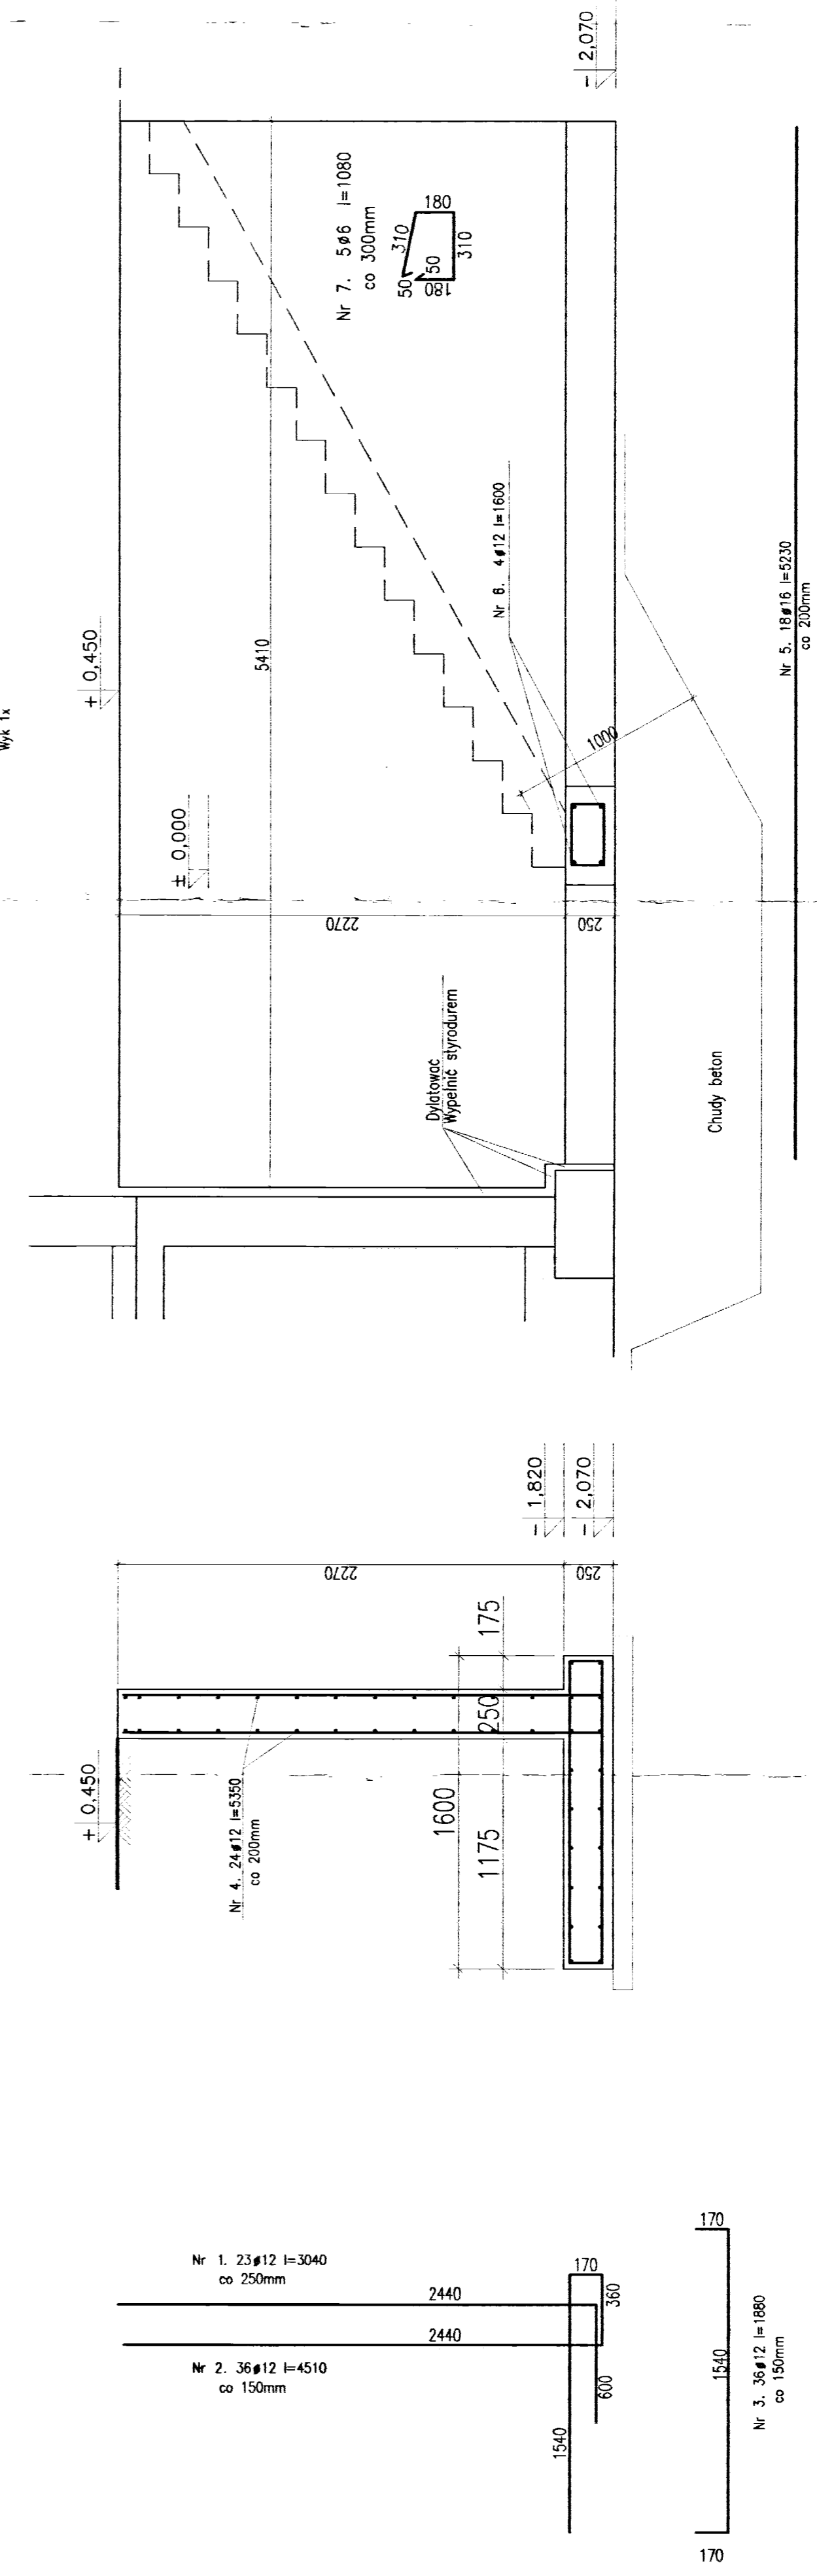 Wyk 1x
- 2,070
+ 0,450
± 0,000
5410
2270
250
Nr 7. 5ø6 l=1080
co 300mm
310
180
50
50
180
310
Nr 6. 4ø12 l=1600
1000
Dylatować
Wypełnić styrodurem
Chudy beton
Nr 5. 18ø16 l=5230
co 200mm
- 1,820
- 2,070
2270
250
175
250
1600
1175
+ 0,450
Nr 4. 24ø12 l=5350
co 200mm
Nr 1. 23ø12 l=3040
co 250mm
2440
2440
Nr 2. 36ø12 l=4510
co 150mm
170
360
600
1540
170
1540
Nr 3. 36ø12 l=1880
co 150mm
170